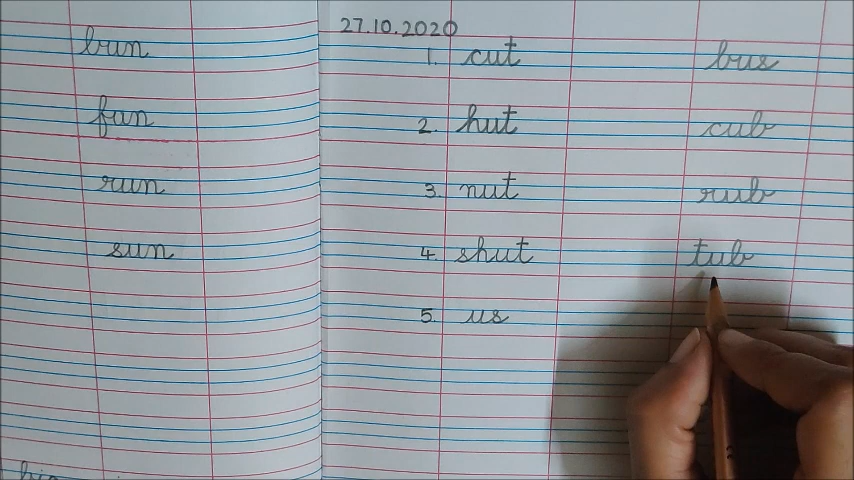 bun
fun
run
sun
27.10.2020
1. cut bus
2. hut cub
3. nut rub
4. shut tub
5. us